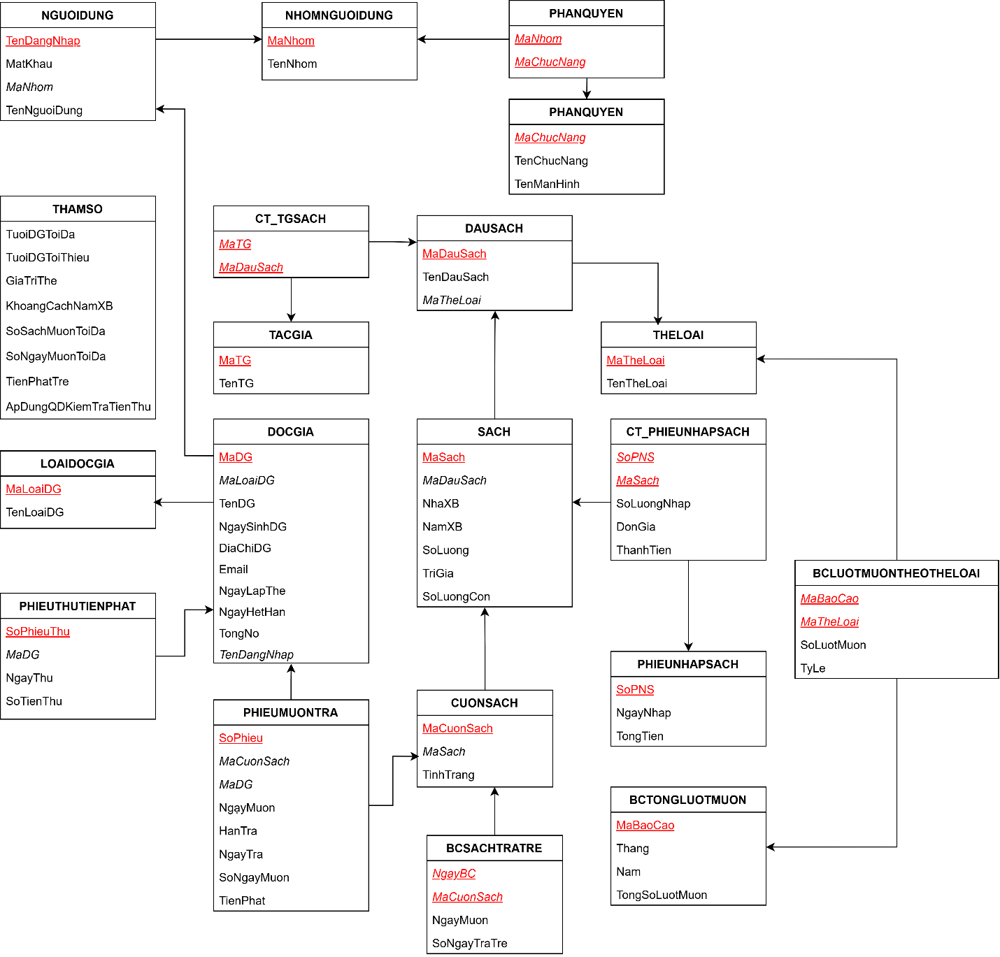 NGUOIDUNG
TenDangNhap
MatKhau
MaNhom
TenNguoiDung
NHOMNGUOIDUNG
MaNhom
TenNhom
PHANQUYEN
MaNhom
MaChucNang
PHANQUYEN
MaChucNang
TenChucNang
TenManHinh
THAMSO
TuoiDGToiDa
TuoiDGToiThieu
GiaTriThe
KhoangCachNamXB
SoSachMuonToiDa
SoNgayMuonToiDa
TienPhatTre
ApDungQDKiemTraTienThu
CT_TGSACH
MaTG
MaDauSach
DAUSACH
MaDauSach
TenDauSach
MaTheLoai
TACGIA
MaTG
TenTG
THELOAI
MaTheLoai
TenTheLoai
LOAIDOCGIA
MaLoaiDG
TenLoaiDG
DOCGIA
MaDG
MaLoaiDG
TenDG
NgaySinhDG
DiaChiDG
Email
NgayLapThe
NgayHetHan
TongNo
TenDangNhap
SACH
MaSach
MaDauSach
NhaXB
NamXB
SoLuong
TriGia
SoLuongCon
CT_PHIEUNHAPSACH
SoPNS
MaSach
SoLuongNhap
DonGia
ThanhTien
BCLUOTMUONTHEOTHELOAI
MaBaoCao
MaTheLoai
SoLuotMuon
TyLe
PHIEUTHUTIENPHAT
SoPhieuThu
MaDG
NgayThu
SoTienThu
PHIEUNHAPSACH
SoPNS
NgayNhap
TongTien
PHIEUMUONTRA
SoPhieu
MaCuonSach
MaDG
NgạyMuon
HanTra
NgayTra
SoNgayMuon
TienPhat
CUONSACH
MaCuonSach
MaSach
TinhTrang
BCSACHTRATRE
NgayBC
MaCuonSach
NgayMuon
SoNgayTraTre
BCTONGLUOTMUON
MaBaoCao
Thang
Nam
TongSoLuotMuon